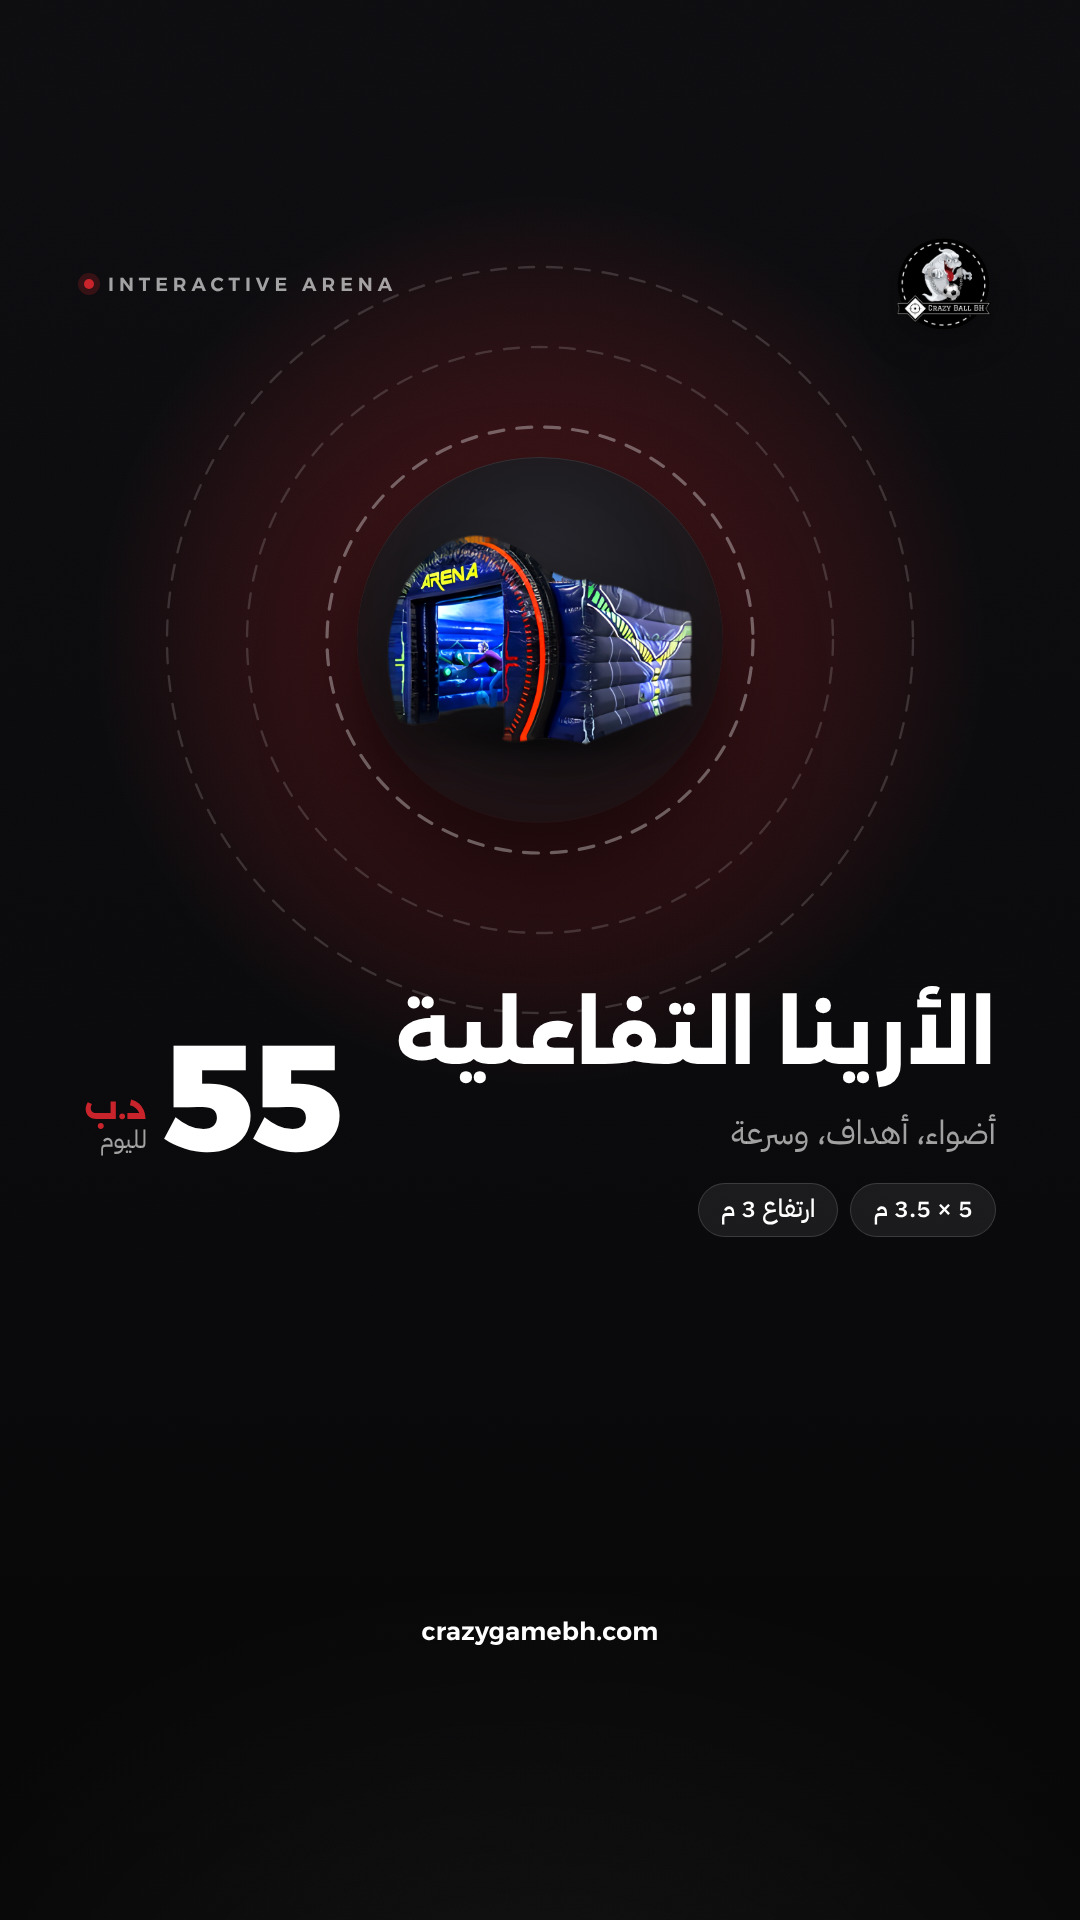 INTERACTIVE ARENA
CRAZY BALL BH
ARENA
الأرينا التفاعلية
55
د.ب
لليوم
أضواء، أهداف، وسرعة
5 × 3.5 م
ارتفاع 3 م
crazygamebh.com